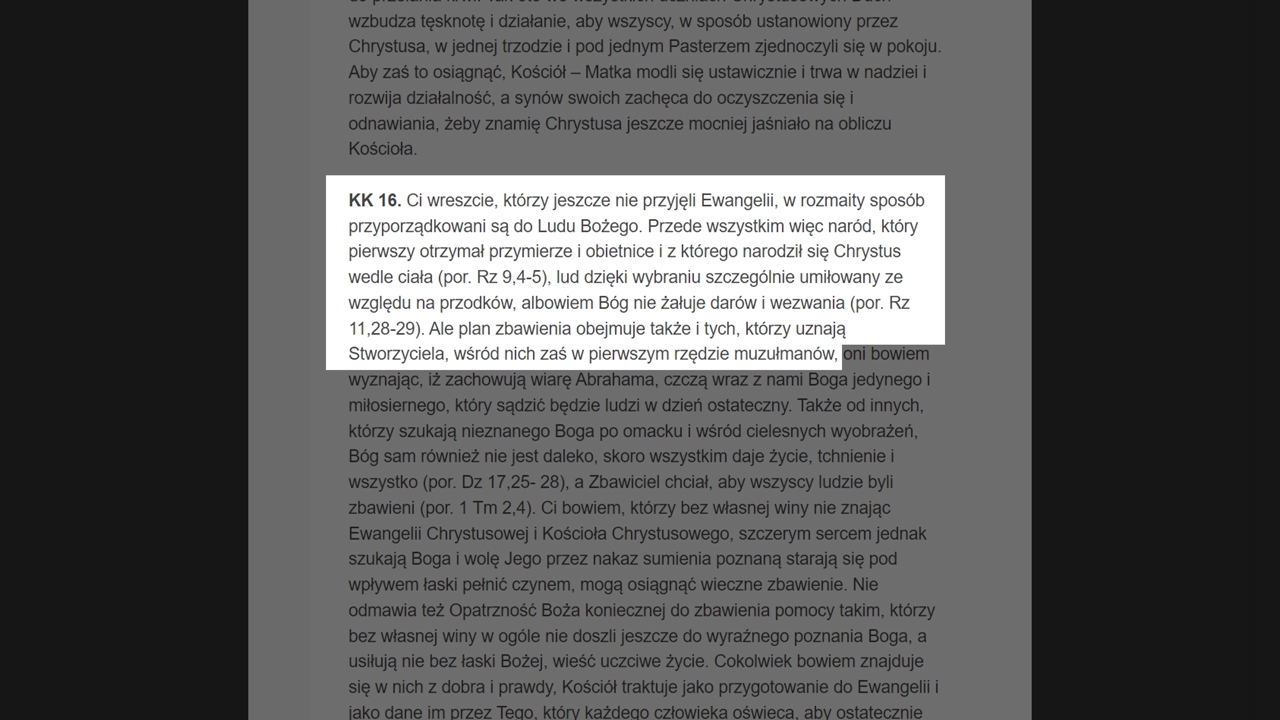 wzbudza tęsknotę i działanie, aby wszyscy, w sposób ustanowiony przez
Chrystusa, w jednej trzodzie i pod jednym Pasterzem zjednoczyli się w pokoju.
Aby zaś to osiągnąć, Kościół – Matka modli się ustawicznie i trwa w nadziei i
rozwija działalność, a synów swoich zachęca do oczyszczenia się i
odnawiania, żeby znamię Chrystusa jeszcze mocniej jaśniało na obliczu
Kościoła.
KK 16. Ci wreszcie, którzy jeszcze nie przyjęli Ewangelii, w rozmaity sposób
przyporządkowani są do Ludu Bożego. Przede wszystkim więc naród, który
pierwszy otrzymał przymierze i obietnice i z którego narodził się Chrystus
wedle ciała (por. Rz 9,4-5), lud dzięki wybraniu szczególnie umiłowany ze
względu na przodków, albowiem Bóg nie żałuje darów i wezwania (por. Rz
11,28-29). Ale plan zbawienia obejmuje także i tych, którzy uznają
Stworzyciela, wśród nich zaś w pierwszym rzędzie muzułmanów, oni bowiem
wyznając, iż zachowują wiarę Abrahama, czczą wraz z nami Boga jedynego i
miłosiernego, który sądzić będzie ludzi w dzień ostateczny. Także od innych,
którzy szukają nieznanego Boga po omacku i wśród cielesnych wyobrażeń,
Bóg sam również nie jest daleko, skoro wszystkim daje życie, tchnienie i
wszystko (por. Dz 17,25- 28), a Zbawiciel chciał, aby wszyscy ludzie byli
zbawieni (por. 1 Tm 2,4). Ci bowiem, którzy bez własnej winy nie znając
Ewangelii Chrystusowej i Kościoła Chrystusowego, szczerym sercem jednak
szukają Boga i wolę Jego przez nakaz sumienia poznaną starają się pod
wpływem łaski pełnić czynem, mogą osiągnąć wieczne zbawienie. Nie
odmawia też Opatrzność Boża koniecznej do zbawienia pomocy takim, którzy
bez własnej winy w ogóle nie doszli jeszcze do wyraźnego poznania Boga, a
usiłują nie bez łaski Bożej, wieść uczciwe życie. Cokolwiek bowiem znajduje
się w nich z dobra i prawdy, Kościół traktuje jako przygotowanie do Ewangelii i
jako dane im przez Tego, który każdego człowieka oświeca, aby ostatecznie